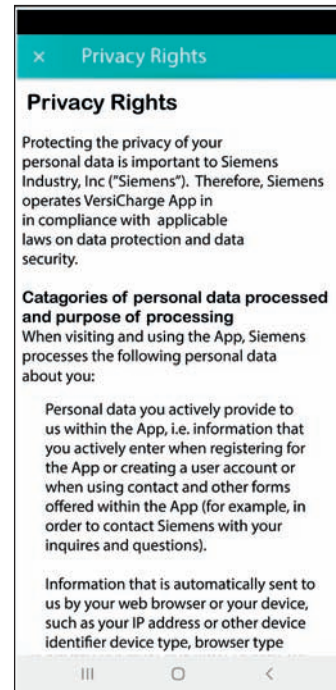 × Privacy Rights
Privacy Rights
Protecting the privacy of your
personal data is important to Siemens
Industry, Inc ("Siemens"). Therefore, Siemens
operates VersiCharge App in
in compliance with applicable
laws on data protection and data
security.
Catagories of personal data processed
and purpose of processing
When visiting and using the App, Siemens
processes the following personal data
about you:
Personal data you actively provide to
us within the App, i.e. information that
you actively enter when registering for
the App or creating a user account or
when using contact and other forms
offered within the App (for example, in
order to contact Siemens with your
inquires and questions).
Information that is automatically sent to
us by your web browser or your device,
such as your IP address or other device
identifier device type, browser type